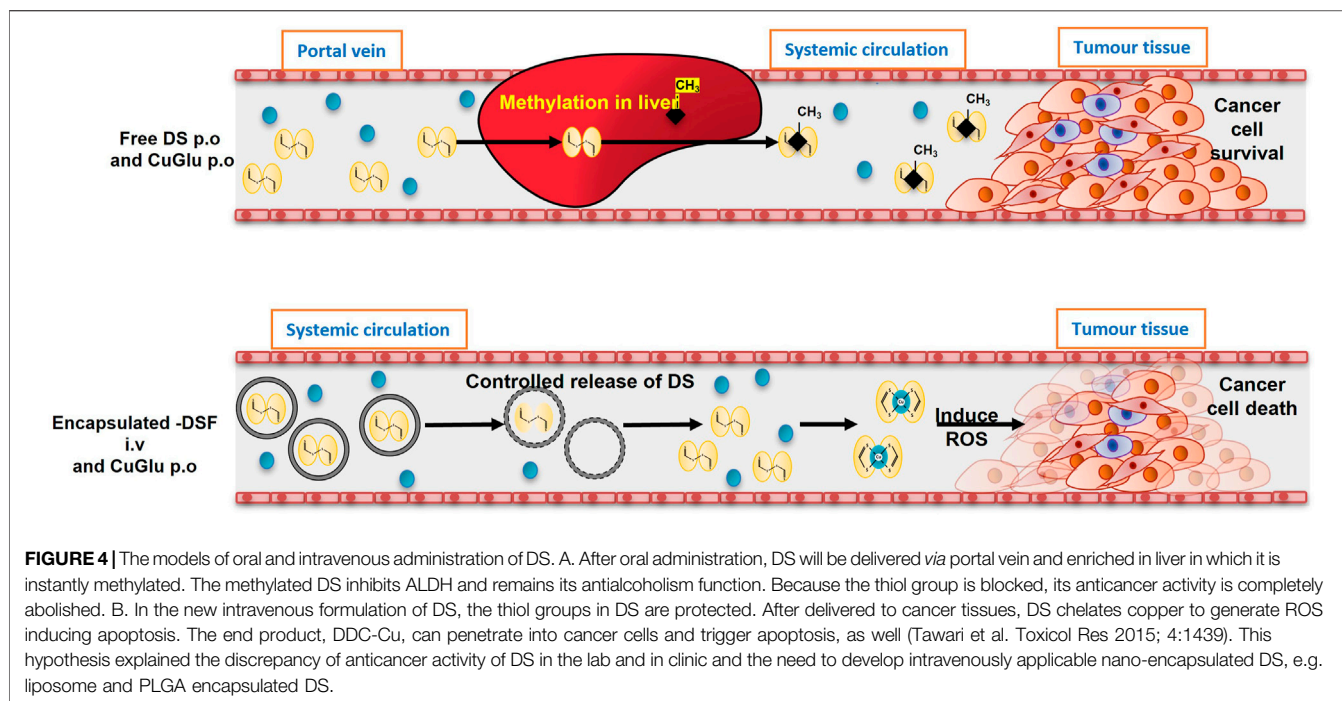 Portal vein
Systemic circulation
Tumour tissue
Free DS p.o
and CuGlu p.o
Methylation in liver
CH3
CH3
CH3
CH3
Cancer
cell
survival
Systemic circulation
Tumour tissue
Encapsulated -DSF
i.v
and CuGlu p.o
Controlled release of DS
Induce
ROS
Cancer
cell death
FIGURE 4 | The models of oral and intravenous administration of DS. A. After oral administration, DS will be delivered via portal vein and enriched in liver in which it is
instantly methylated. The methylated DS inhibits ALDH and remains its antialcoholism function. Because the thiol group is blocked, its anticancer activity is completely
abolished. B. In the new intravenous formulation of DS, the thiol groups in DS are protected. After delivered to cancer tissues, DS chelates copper to generate ROS
inducing apoptosis. The end product, DDC-Cu, can penetrate into cancer cells and trigger apoptosis, as well (Tawari et al. Toxicol Res 2015; 4:1439). This
hypothesis explained the discrepancy of anticancer activity of DS in the lab and in clinic and the need to develop intravenously applicable nano-encapsulated DS, e.g.
liposome and PLGA encapsulated DS.